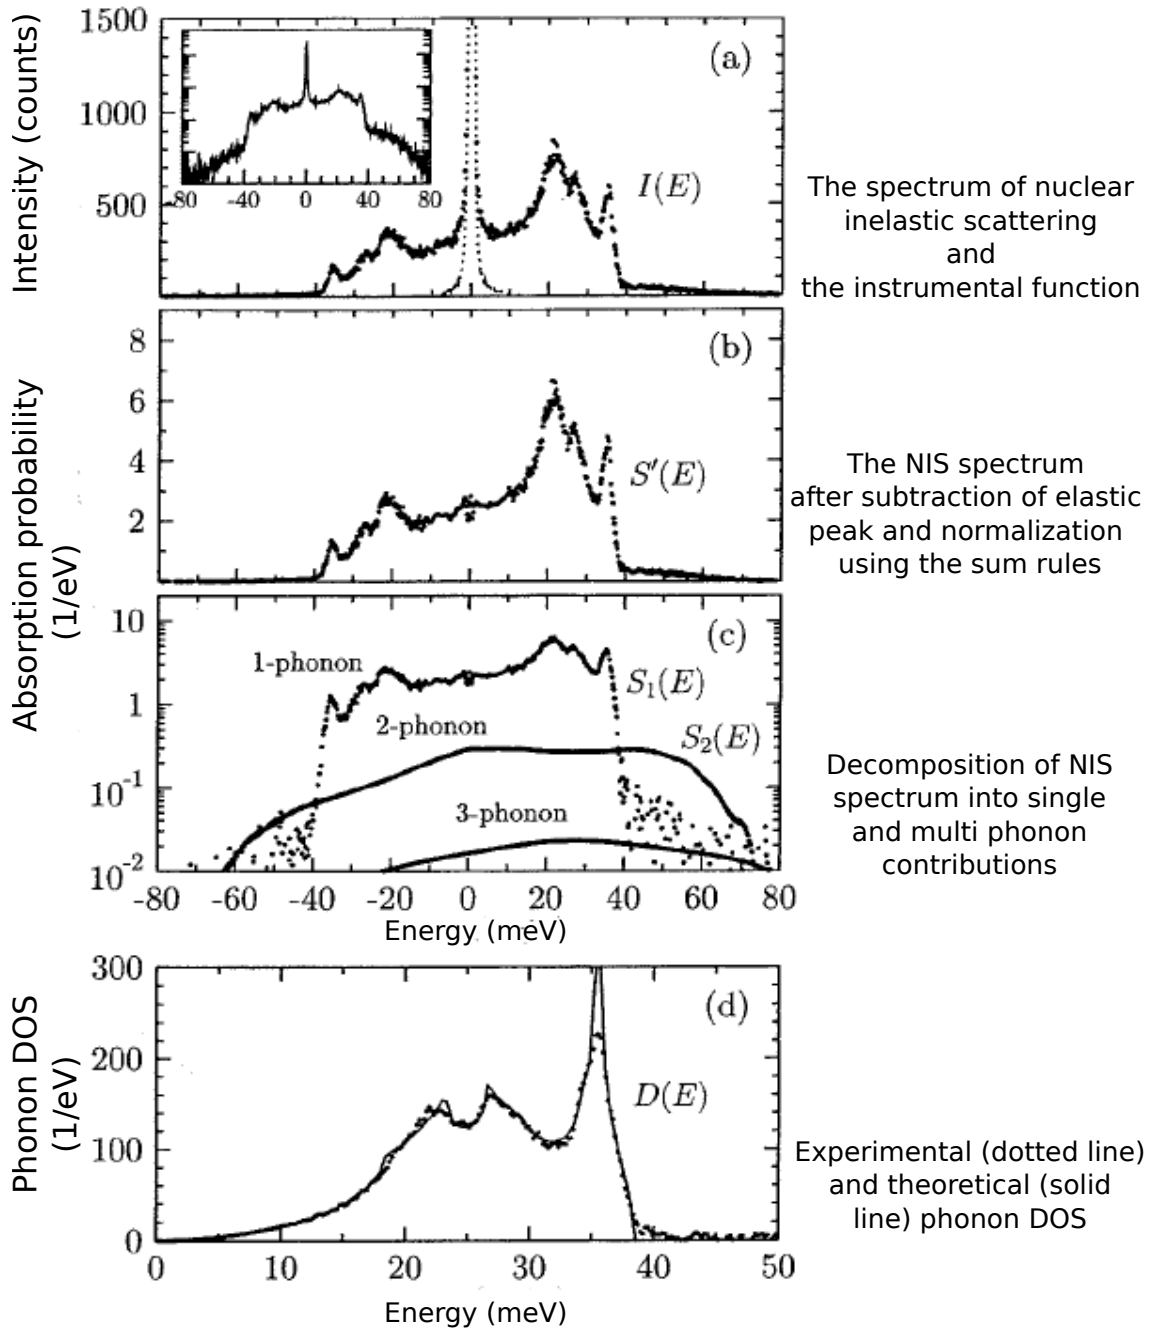 Intensity (counts)
1500
1000
500
0
-80 -40 0 40 80
(a)
I(E)
The spectrum of nuclear
inelastic scattering
and
the instrumental function
Absorption probability
(1/eV)
8
6
4
2
(b)
S′(E)
The NIS spectrum
after subtraction of elastic
peak and normalization
using the sum rules
10
1
10-1
10-2
(c)
1-phonon
S1(E)
2-phonon
S2(E)
3-phonon
-80 -60 -40 -20 0 20 40 60 80
Energy (meV)
Decomposition of NIS
spectrum into single
and multi phonon
contributions
Phonon DOS
(1/eV)
300
200
100
0
(d)
D(E)
0 10 20 30 40 50
Energy (meV)
Experimental (dotted line)
and theoretical (solid
line) phonon DOS